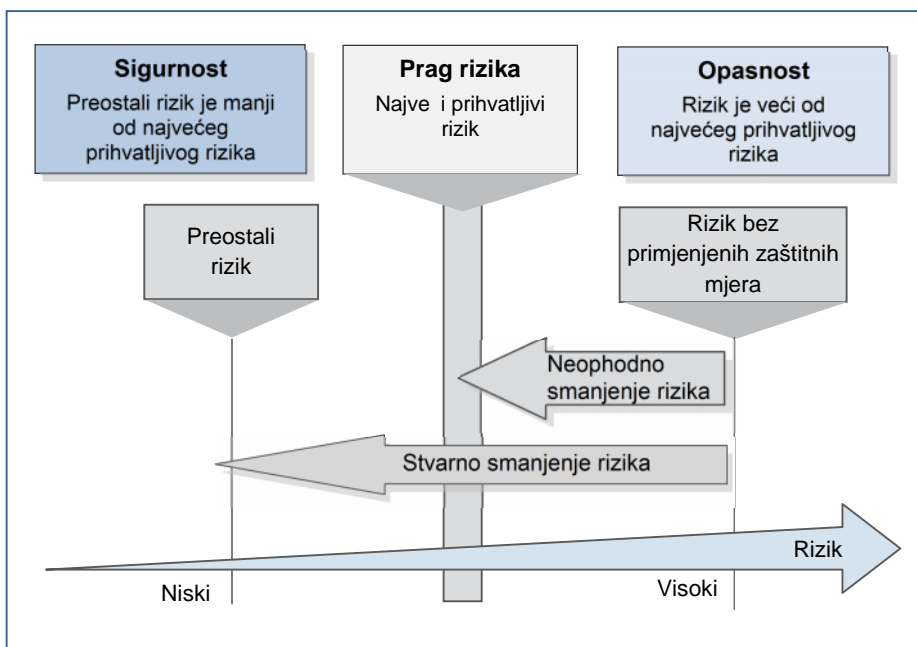 Sigurnost
Preostali rizik je manji
od najvećeg
prihvatljivog rizika
Prag rizika
Najve i prihvatljivi
rizik
Opasnost
Rizik je veći od
najvećeg prihvatljivog
rizika
Preostali
rizik
Rizik bez
primjenjenih zaštitnih
mjera
Neophodno
smanjenje rizika
Stvarno smanjenje rizika
Rizik
Niski
Visoki